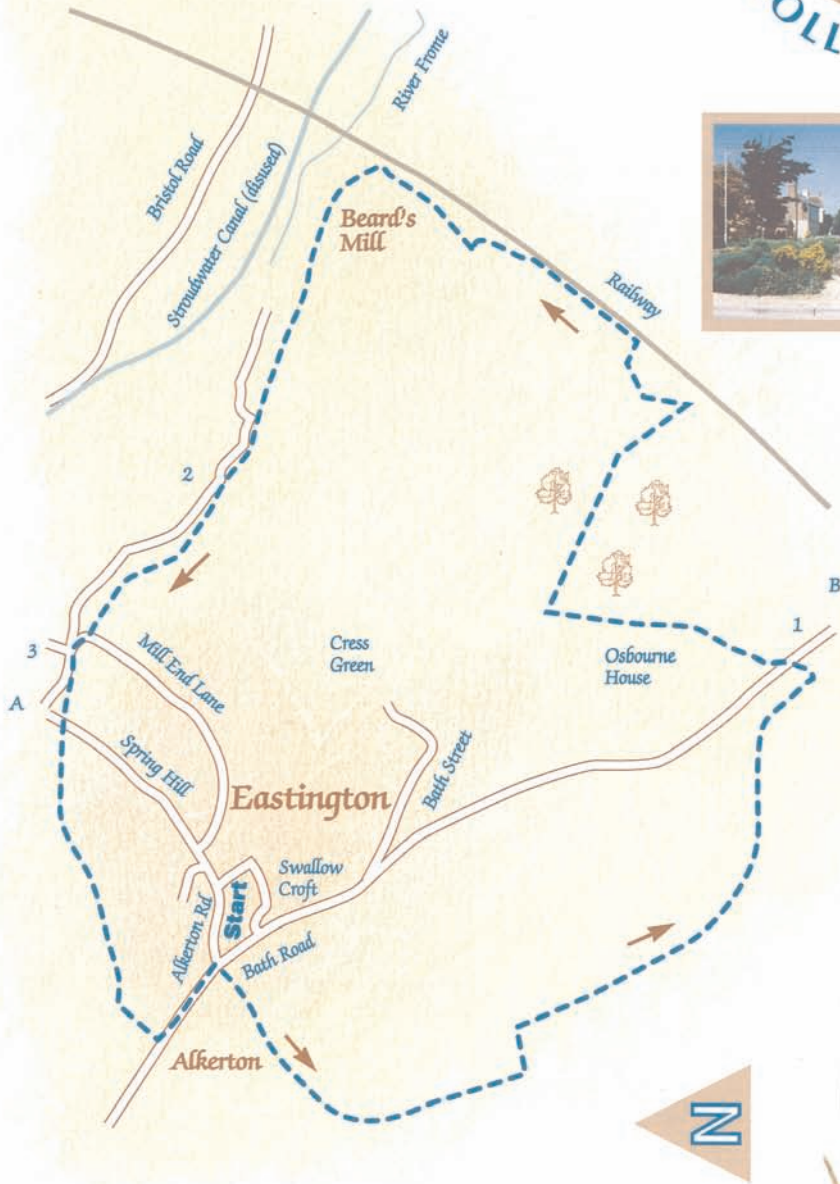 OLL
River Frome
Bristol Road
Stroudwater Canal (disused)
Beard's
Mill
Railway
2
B
1
3
Mill End Lane
Cress
Green
Osbourne
House
A
Spring Hill
Bath Street
Eastington
Swallow
Croft
Start
Alkerton Rd
Bath Road
Alkerton
N